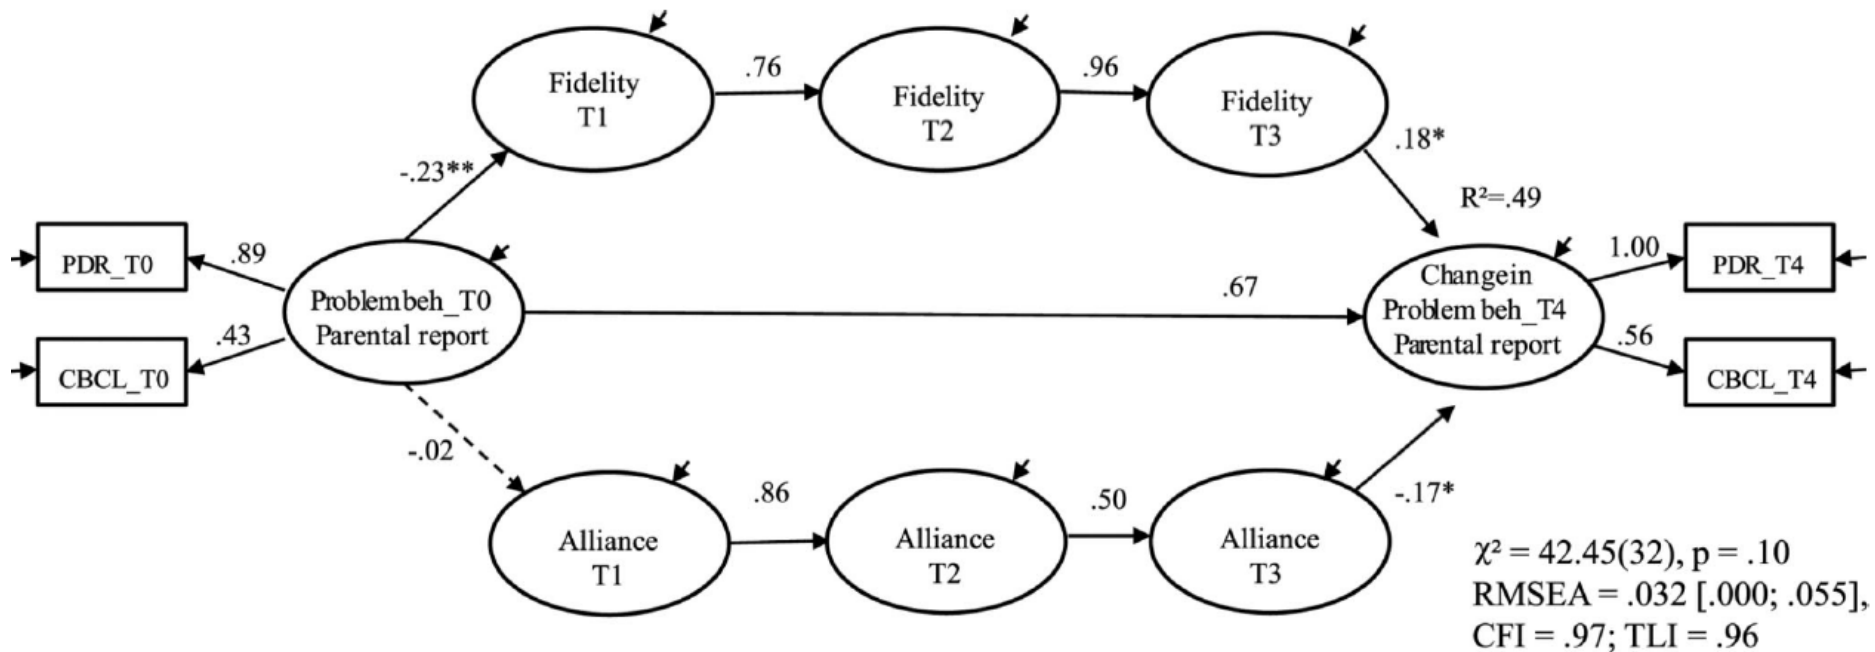 Fidelity
T1
.76
Fidelity
T2
.96
Fidelity
T3
-.23**
.18*
R²=.49
PDR_T0
.89
CBCL_T0
.43
Problembeh_T0
Parental report
.67
Changein
Problem beh_T4
Parental report
1.00
PDR_T4
.56
CBCL_T4
-.02
Alliance
T1
.86
Alliance
T2
.50
Alliance
T3
-.17*
χ² = 42.45(32), p = .10
RMSEA = .032 [.000; .055],
CFI = .97; TLI = .96